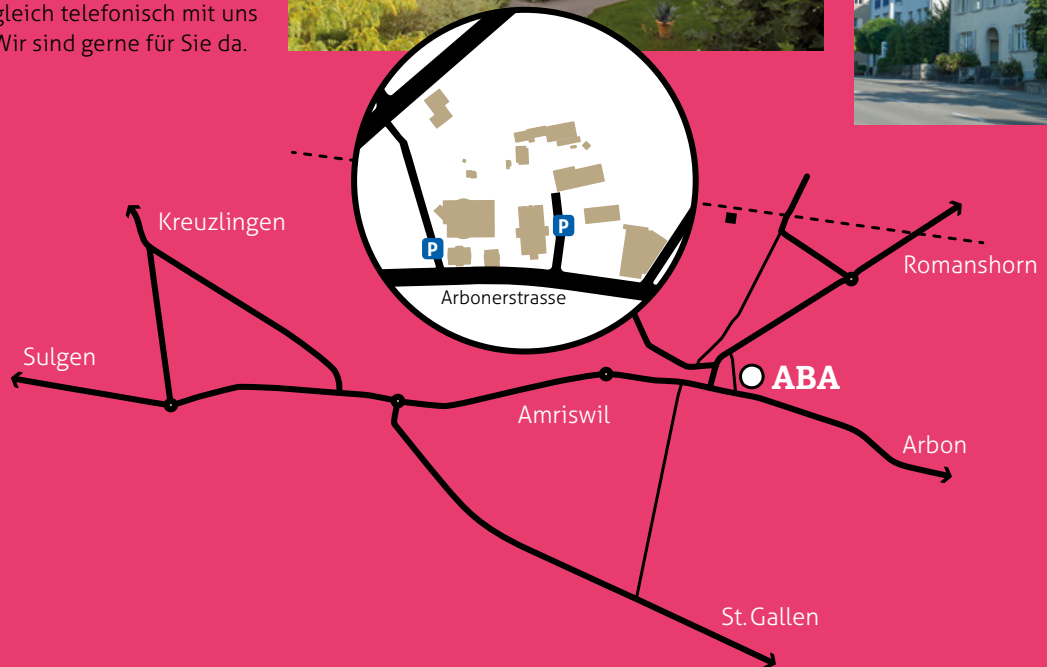 gleich telefonisch mit uns
Wir sind gerne für Sie da.
P
P
Arbonerstrasse
Kreuzlingen
Romanshorn
Sulgen
ABA
Amriswil
Arbon
St. Gallen